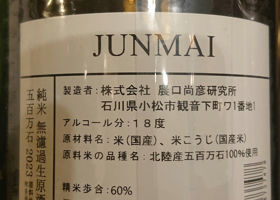 JUNMAI
製造者：株式会社 農口尚彦研究所
石川県小松市観音下町ワ1番地1
アルコール分：18度
原材料名：米(国産)、米こうじ(国産米)
原料米の品種名：北陸産五百万石100%使用
精米歩合：60%
純米 無濾過生原酒
五百万石 2023